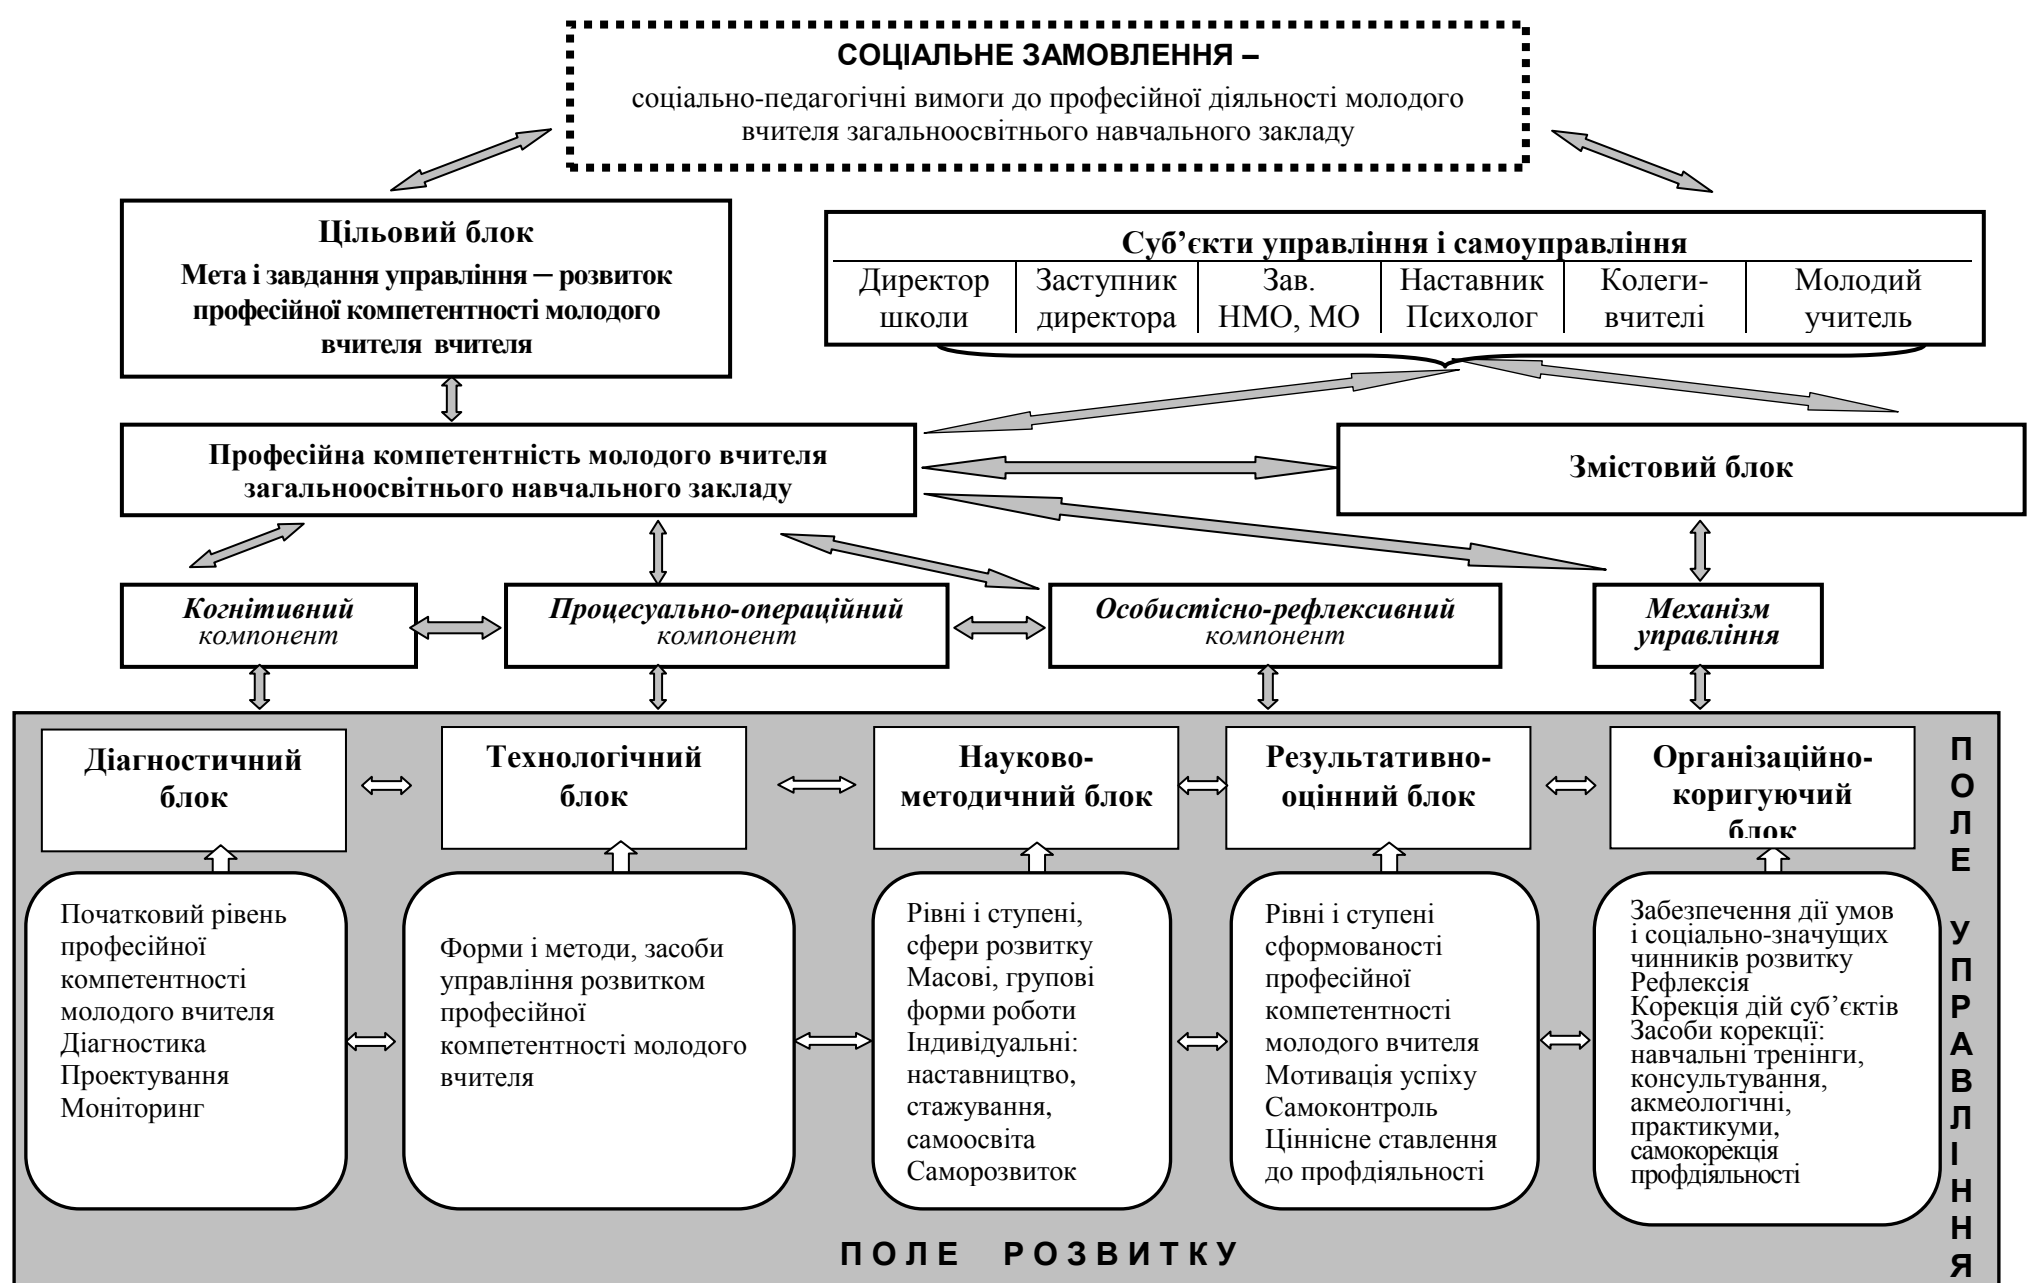 СОЦІАЛЬНЕ ЗАМОВЛЕННЯ –
соціально-педагогічні вимоги до професійної діяльності молодого
вчителя загальноосвітнього навчального закладу
Цільовий блок
Мета і завдання управління – розвиток
професійної компетентності молодого
вчителя вчителя
Суб’єкти управління і самоуправління
Директор
школи
Заступник
директора
Зав.
НМО, МО
Наставник
Психолог
Колеги-
вчителі
Молодий
учитель
Професійна компетентність молодого вчителя
загальноосвітнього навчального закладу
Змістовий блок
Когнітивний
компонент
Процесуально-операційний
компонент
Особистісно-рефлексивний
компонент
Механізм
управління
Діагностичний
блок
Технологічний
блок
Науково-
методичний блок
Результативно-
оцінний блок
Організаційно-
коригуючий
блок
Початковий рівень
професійної
компетентності
молодого вчителя
Діагностика
Проектування
Моніторинг
Форми і методи, засоби
управління розвитком
професійної
компетентності молодого
вчителя
Рівні і ступені,
сфери розвитку
Масові, групові
форми роботи
Індивідуальні:
наставництво,
стажування,
самоосвіта
Саморозвиток
Рівні і ступені
сформованості
професійної
компетентності
молодого вчителя
Мотивація успіху
Самоконтроль
Ціннісне ставлення
до профдіяльності
Забезпечення дії умов
і соціально-значущих
чинників розвитку
Рефлексія
Корекція дій суб’єктів
Засоби корекції:
навчальні тренінги,
консультування,
акмеологічні,
практикуми,
самокорекція
профдіяльності
ПОЛЕ УПРАВЛІННЯ
ПОЛЕ РОЗВИТКУ